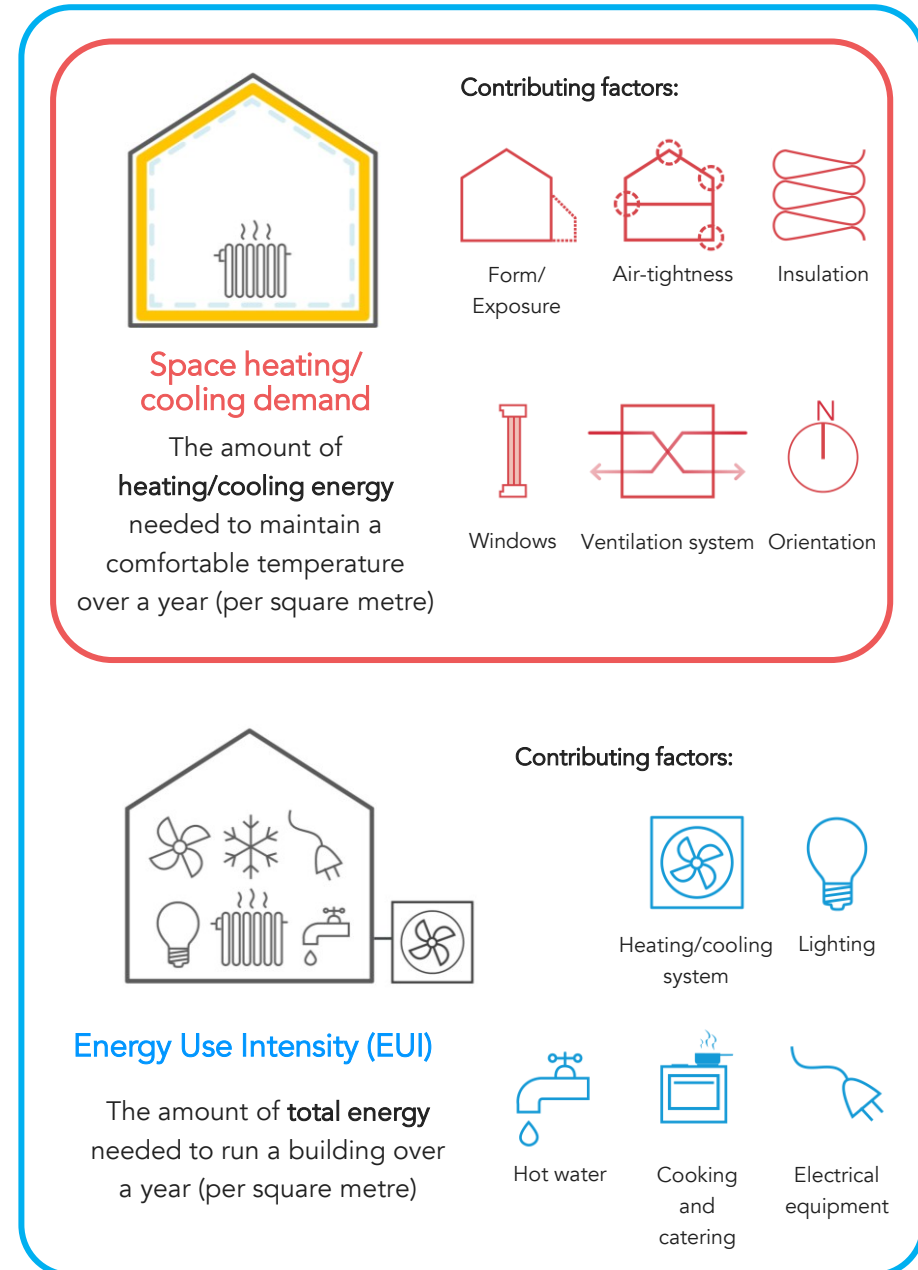 Contributing factors:
Form/
Exposure
Air-tightness
Insulation
Space heating/
cooling demand
The amount of
heating/cooling energy
needed to maintain a
comfortable temperature
over a year (per square metre)
N
Windows
Ventilation system
Orientation
Contributing factors:
Heating/cooling
system
Lighting
Energy Use Intensity (EUI)
The amount of total energy
needed to run a building over
a year (per square metre)
Hot water
Cooking
and
catering
Electrical
equipment